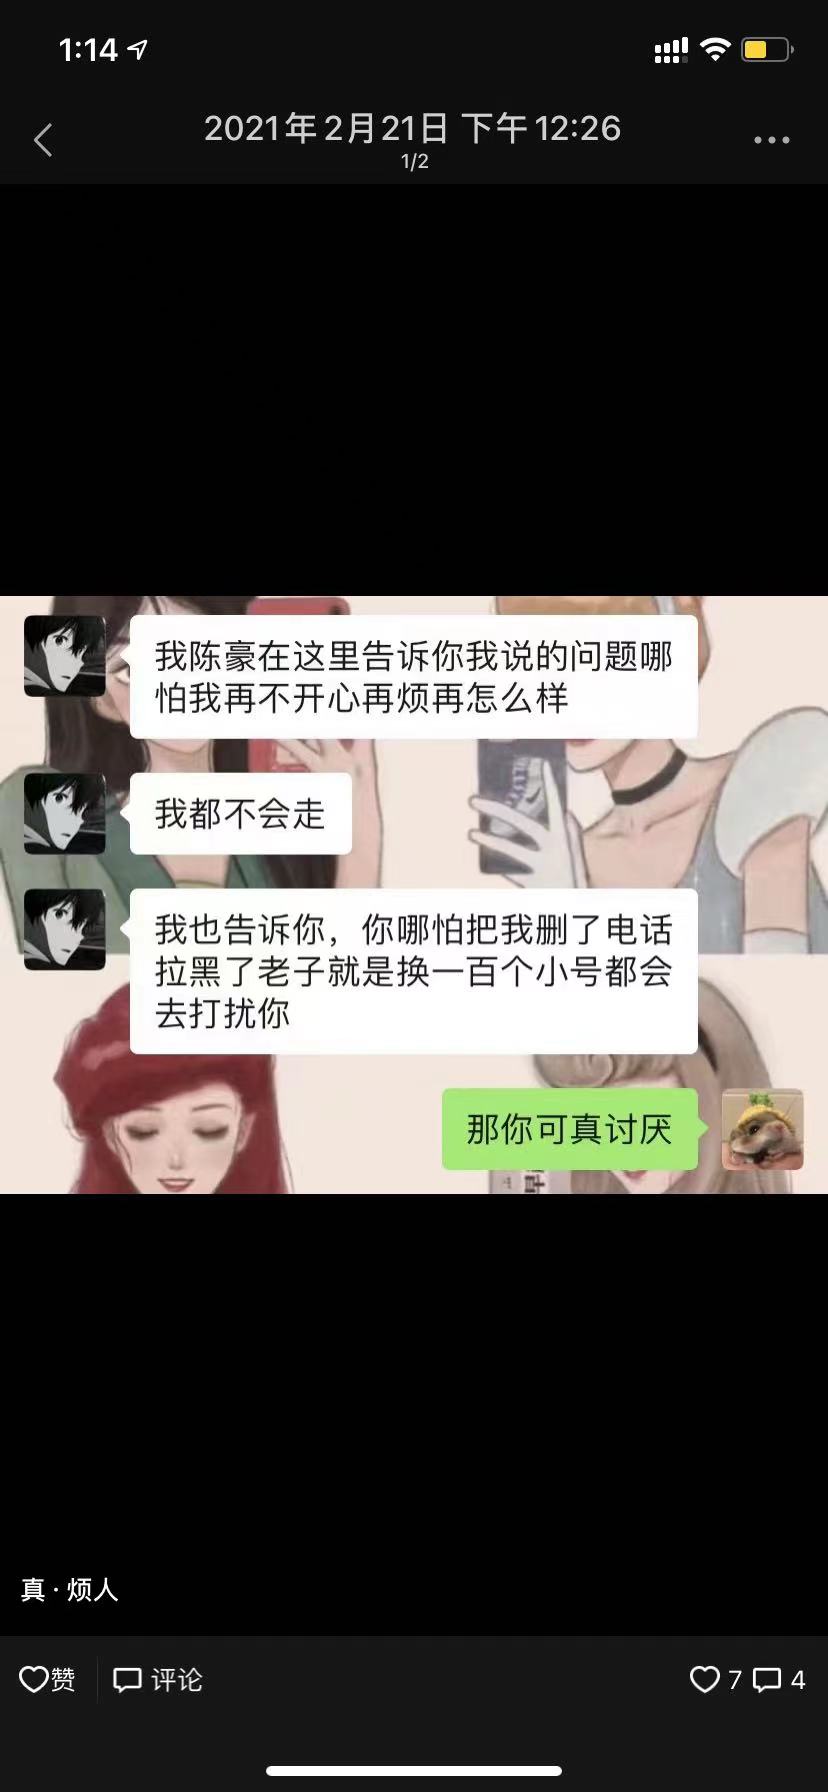 1:14
2021年2月21日 下午12:26
1/2
我陈豪在这里告诉你我说的问题哪
怕我再不开心再烦再怎么样
我都不会走
我也告诉你，你哪怕把我删了电话
拉黑了老子就是换一百个小号都会
去打扰你
那你可真讨厌
真·烦人
赞
评论
7
4